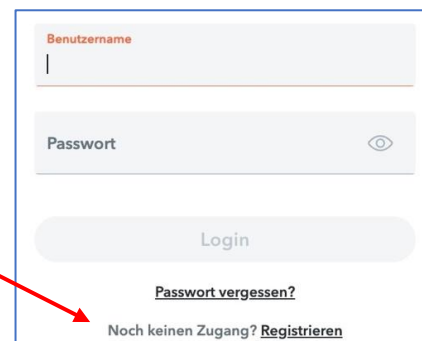 Benutzername
Passwort
Login
Passwort vergessen?
Noch keinen Zugang? Registrieren